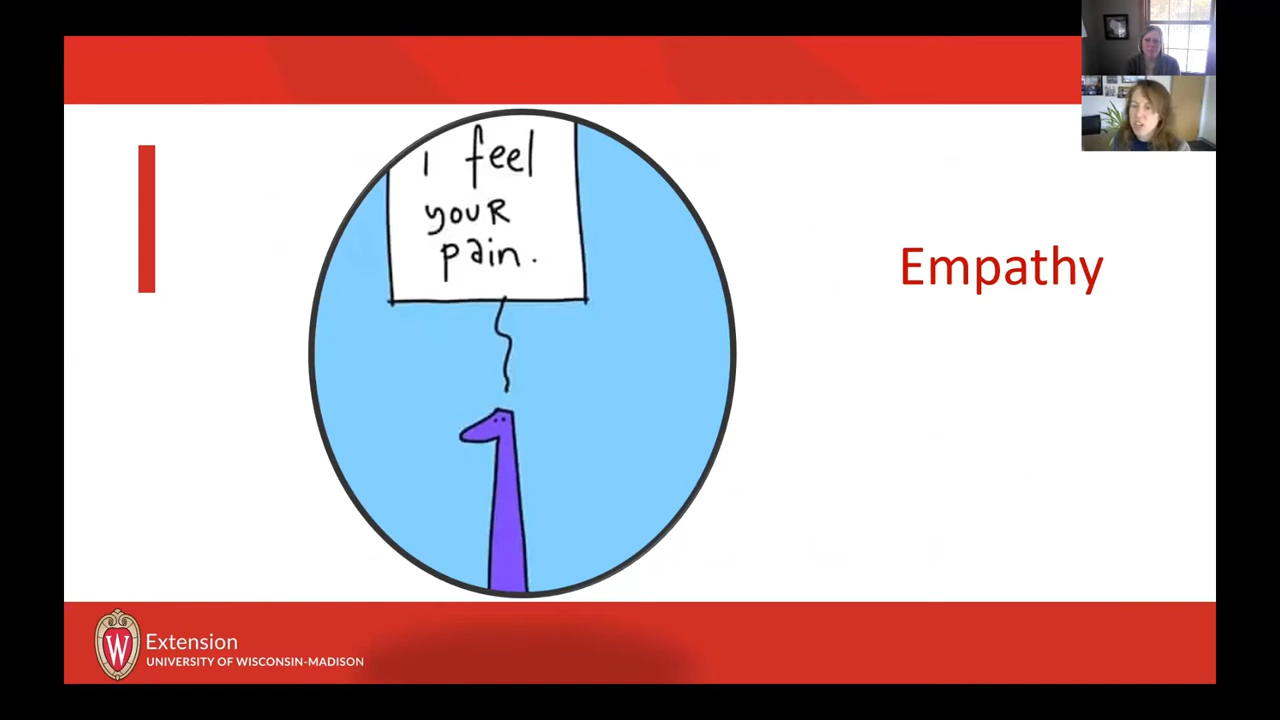 I feel
youR
pain.
Empathy
W
Extension
UNIVERSITY OF WISCONSIN-MADISON